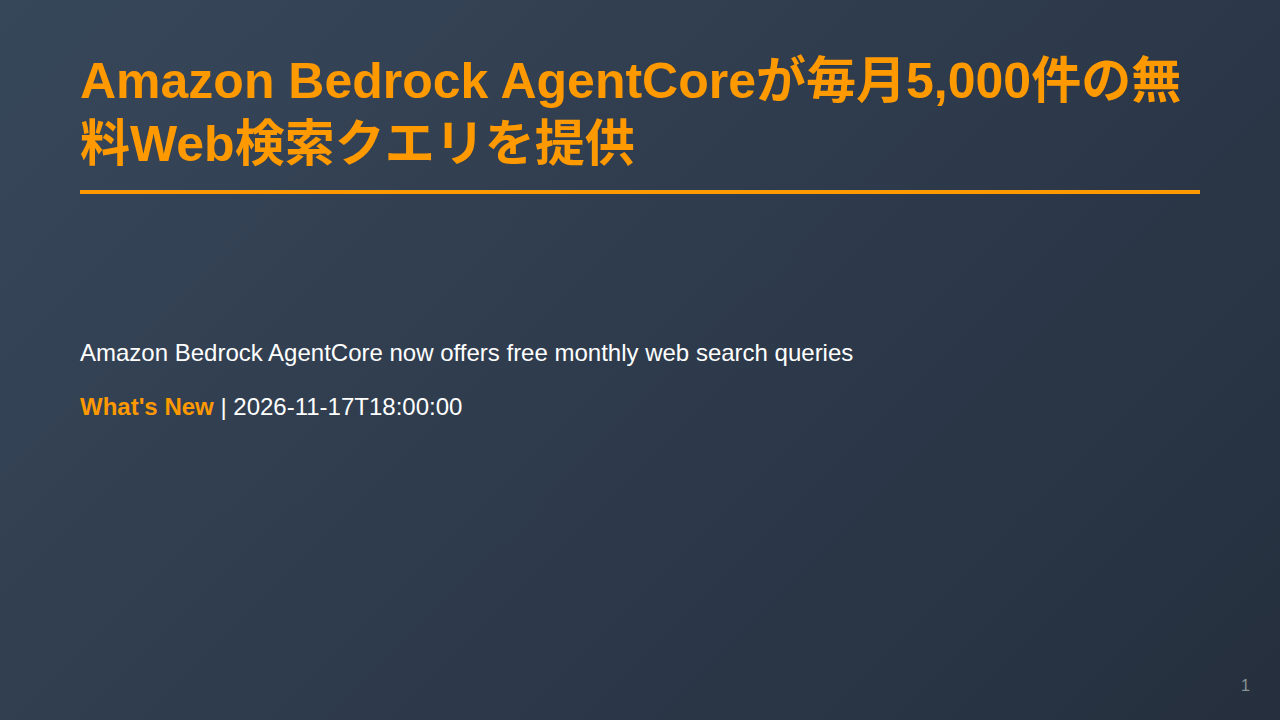 Amazon Bedrock AgentCoreが毎月5,000件の無
料Web検索クエリを提供
Amazon Bedrock AgentCore now offers free monthly web search queries
What's New | 2026-11-17T18:00:00
1